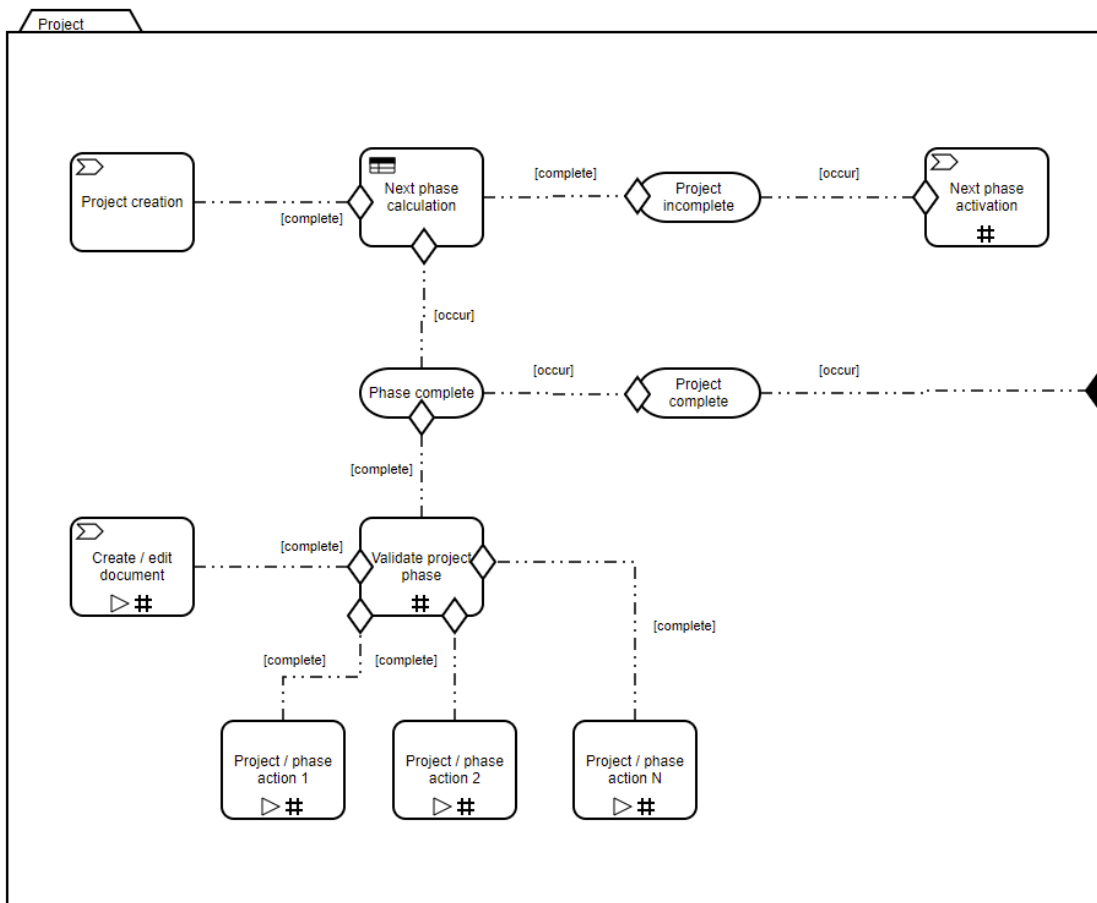 Project
Project creation
[complete]
Next phase
calculation
[complete]
Project
incomplete
[occur]
Next phase
activation
[occur]
Phase complete
[occur]
Project
complete
[occur]
[complete]
Create / edit
document
[complete]
Validate project
phase
[complete]
[complete]
[complete]
Project / phase
action 1
Project / phase
action 2
Project / phase
action N